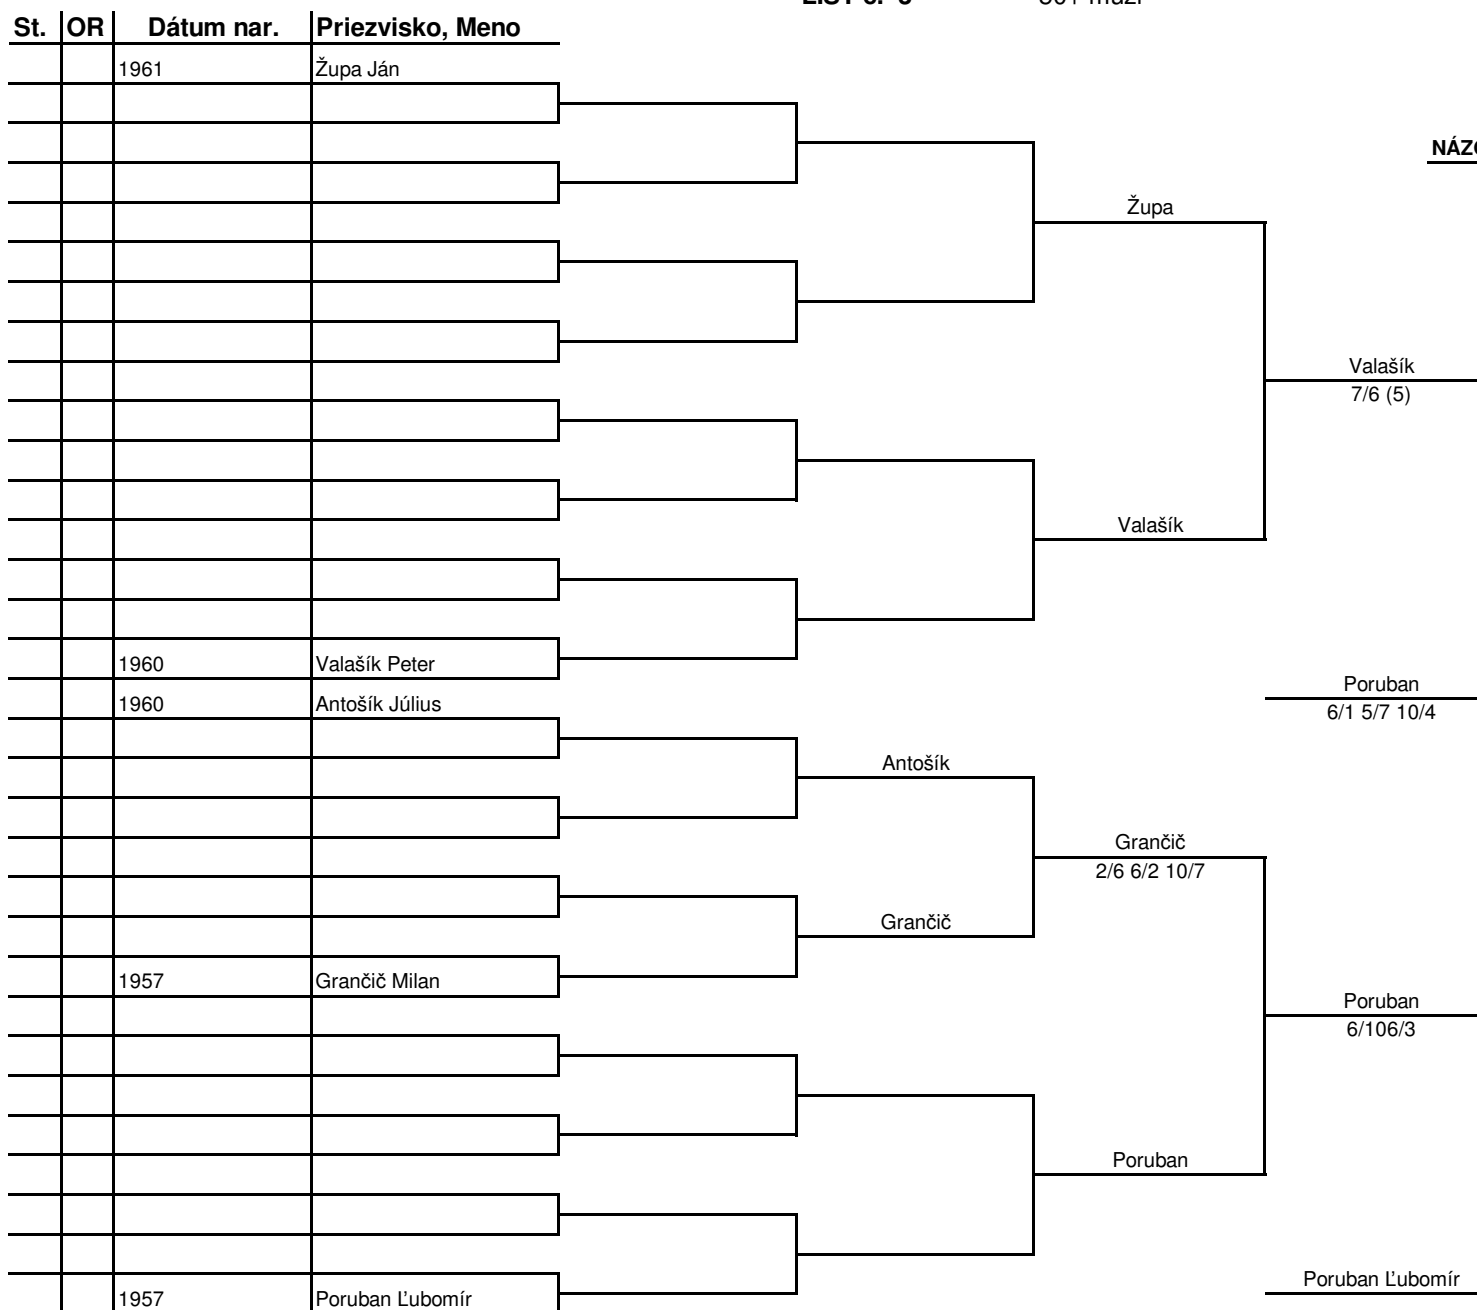 St. OR Dátum nar. Priezvisko, Meno
1961 Župa Ján
NÁZ
Župa
Valašík
7/6 (5)
Valašík
1960 Valašík Peter
1960 Antošík Július
Poruban
6/1 5/7 10/4
Antošík
Grančič
2/6 6/2 10/7
Grančič
1957 Grančič Milan
Poruban
6/106/3
Poruban
Poruban Ľubomír
1957 Poruban Ľubomír